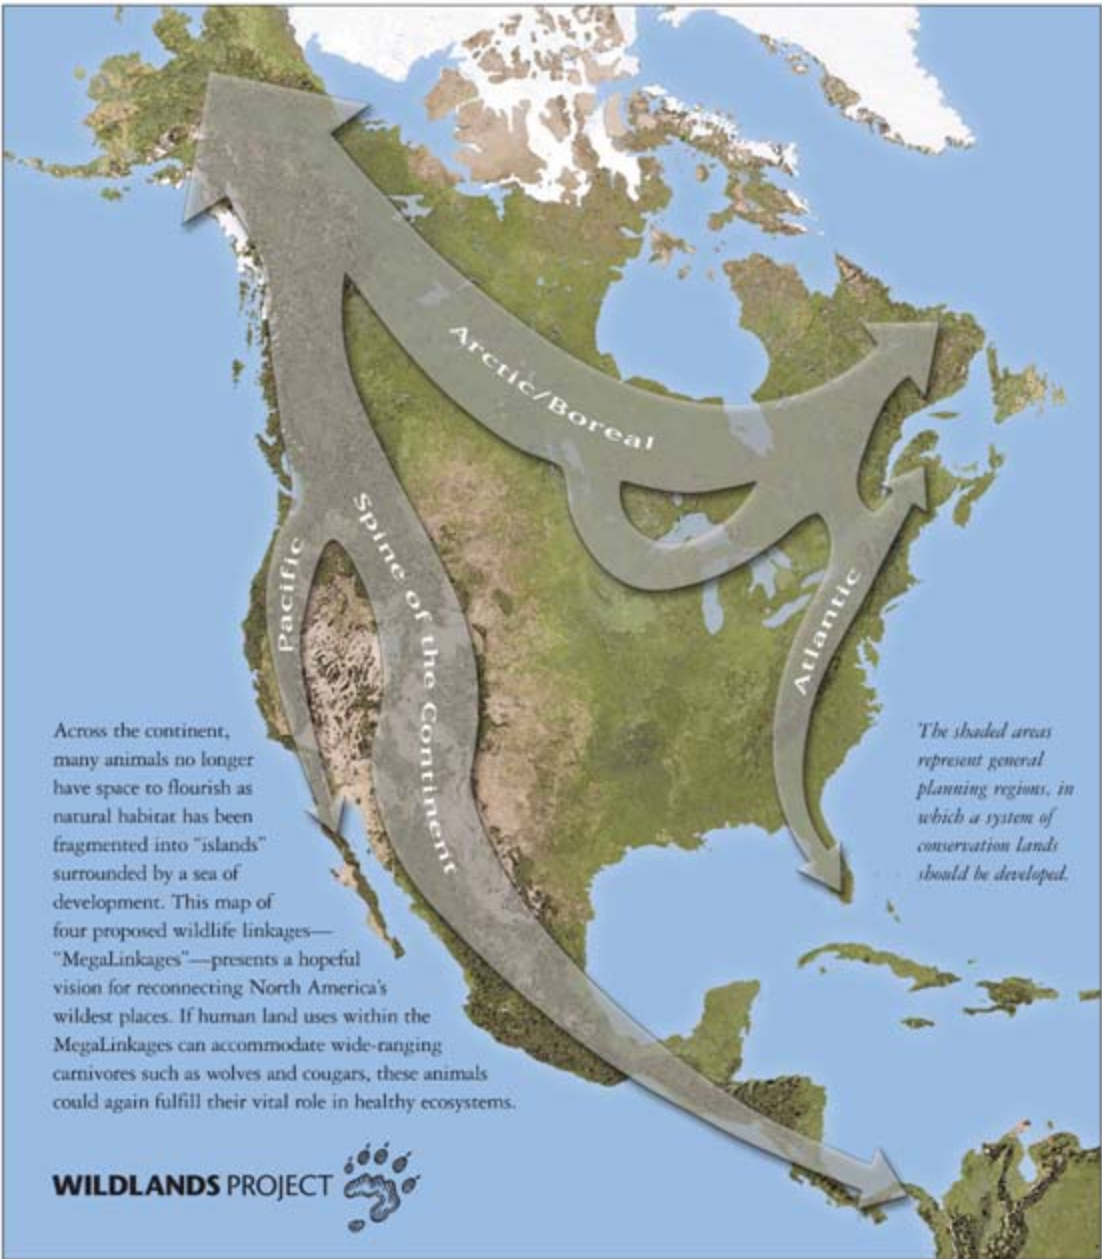 Arctic/Boreal
Spine of the Continent
Pacific
Atlantic
Across the continent,
many animals no longer
have space to flourish as
natural habitat has been
fragmented into "islands"
surrounded by a sea of
development. This map of
four proposed wildlife linkages—
"MegaLinkages"—presents a hopeful
vision for reconnecting North America's
wildest places. If human land uses within the
MegaLinkages can accommodate wide-ranging
carnivores such as wolves and cougars, these animals
could again fulfill their vital role in healthy ecosystems.
The shaded areas
represent general
planning regions, in
which a system of
conservation lands
should be developed.
WILDLANDS PROJECT